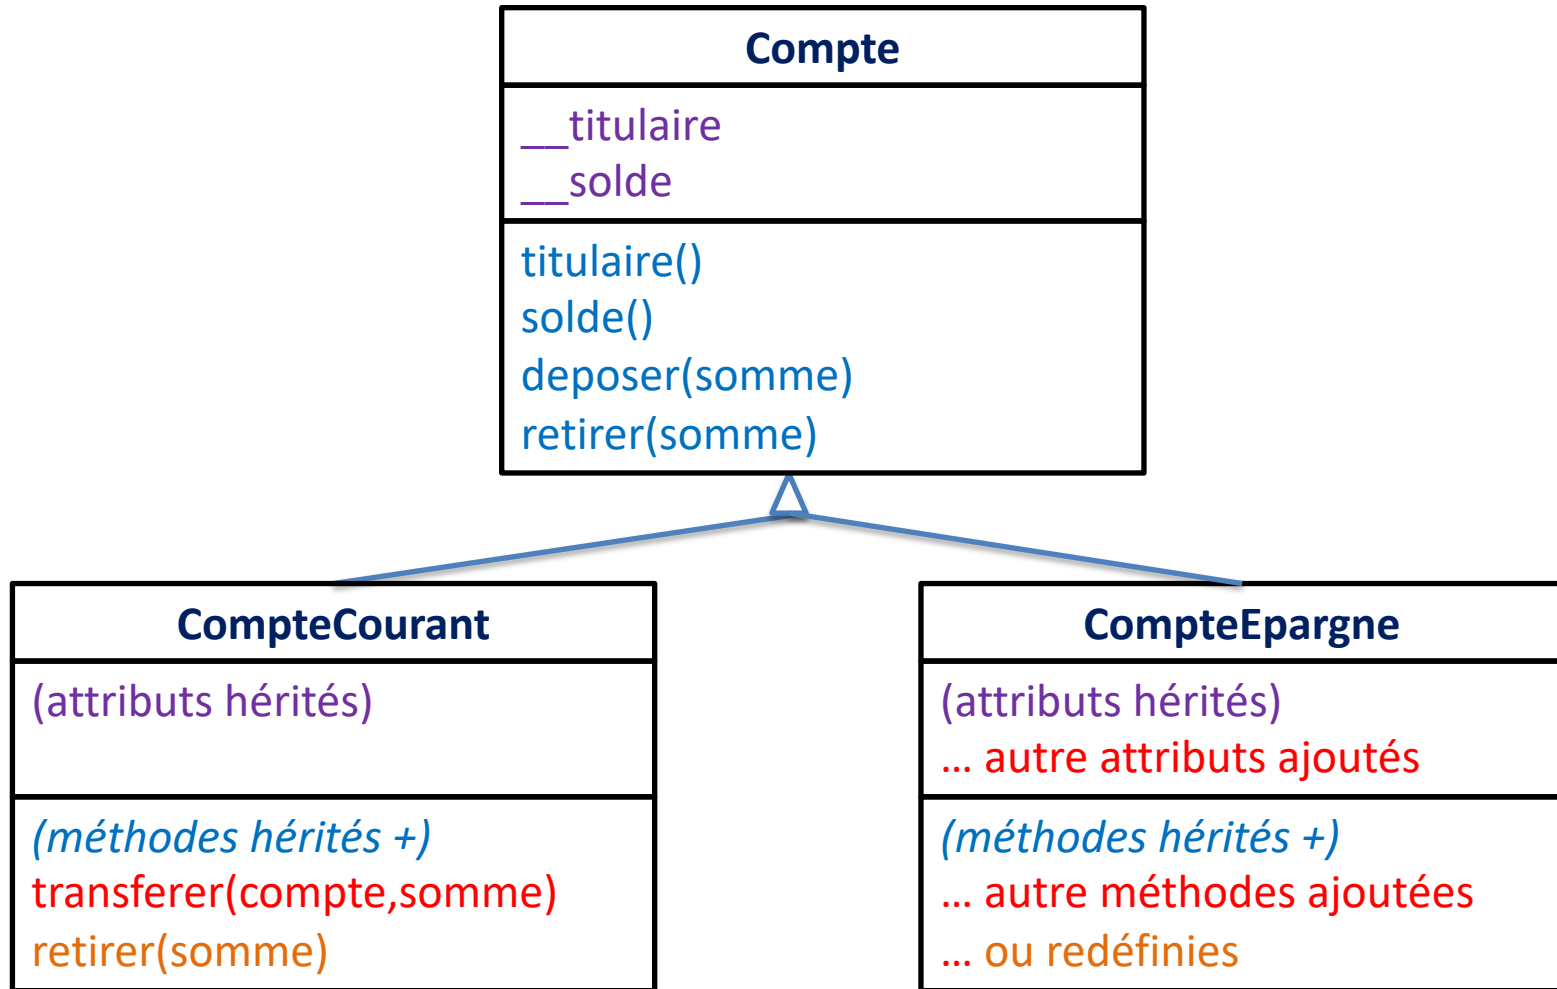 Compte
__titulaire
__solde
titulaire()
solde()
deposer(somme)
retirer(somme)
CompteCourant
(attributs hérités)
(méthodes hérités +)
transferer(compte,somme)
retirer(somme)
CompteEpargne
(attributs hérités)
... autre attributs ajoutés
(méthodes hérités +)
... autre méthodes ajoutées
... ou redéfinies